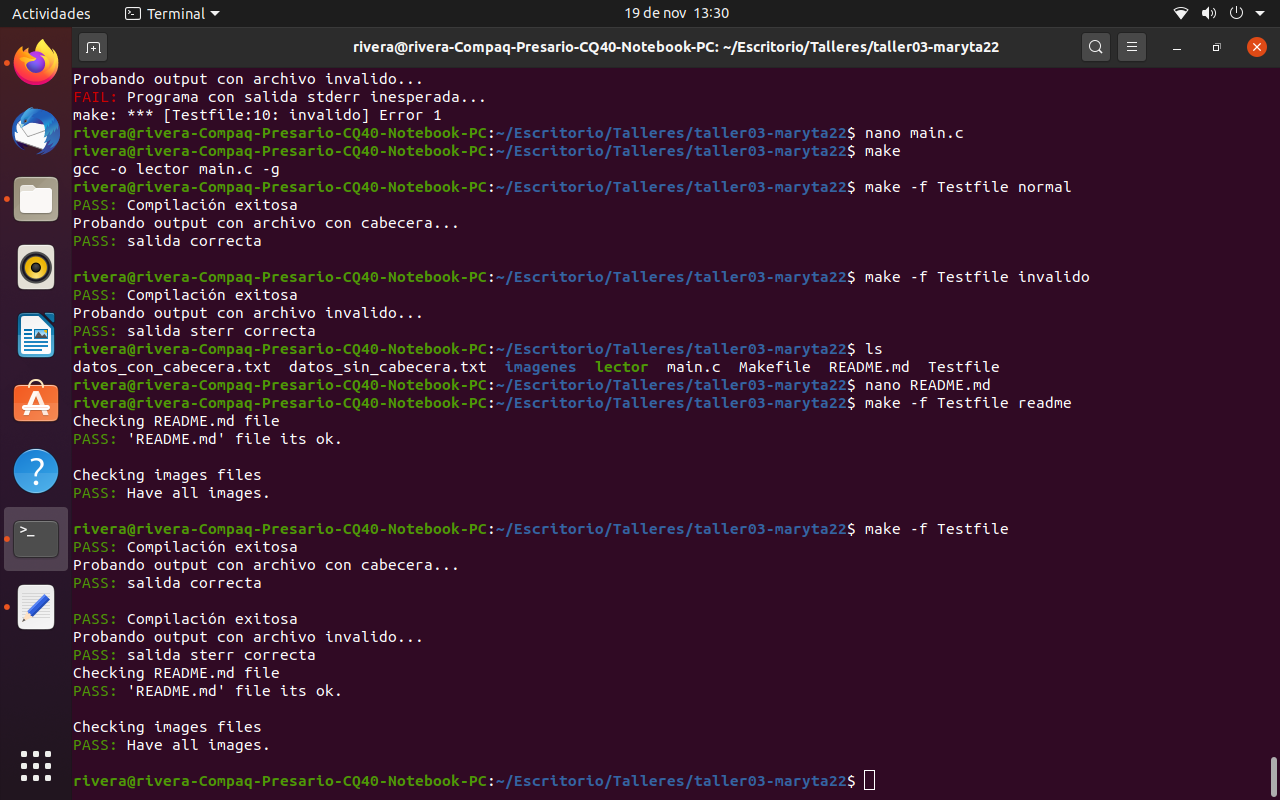 Actividades Terminal 19 de nov 13:30
rivera@rivera-Compaq-Presario-CQ40-Notebook-PC: ~/Escritorio/Talleres/taller03-maryta22
Probando output con archivo invalido...
FAIL: Programa con salida stderr inesperada...
make: *** [Testfile:10: invalido] Error 1
rivera@rivera-Compaq-Presario-CQ40-Notebook-PC:~/Escritorio/Talleres/taller03-maryta22$ nano main.c
rivera@rivera-Compaq-Presario-CQ40-Notebook-PC:~/Escritorio/Talleres/taller03-maryta22$ make
gcc -o lector main.c -g
rivera@rivera-Compaq-Presario-CQ40-Notebook-PC:~/Escritorio/Talleres/taller03-maryta22$ make -f Testfile normal
PASS: Compilación exitosa
Probando output con archivo con cabecera...
PASS: salida correcta
rivera@rivera-Compaq-Presario-CQ40-Notebook-PC:~/Escritorio/Talleres/taller03-maryta22$ make -f Testfile invalido
PASS: Compilación exitosa
Probando output con archivo invalido...
PASS: salida sterr correcta
rivera@rivera-Compaq-Presario-CQ40-Notebook-PC:~/Escritorio/Talleres/taller03-maryta22$ ls
datos_con_cabecera.txt datos_sin_cabecera.txt imagenes lector main.c Makefile README.md Testfile
rivera@rivera-Compaq-Presario-CQ40-Notebook-PC:~/Escritorio/Talleres/taller03-maryta22$ nano README.md
rivera@rivera-Compaq-Presario-CQ40-Notebook-PC:~/Escritorio/Talleres/taller03-maryta22$ make -f Testfile readme
Checking README.md file
PASS: 'README.md' file its ok.
Checking images files
PASS: Have all images.
rivera@rivera-Compaq-Presario-CQ40-Notebook-PC:~/Escritorio/Talleres/taller03-maryta22$ make -f Testfile
PASS: Compilación exitosa
Probando output con archivo con cabecera...
PASS: salida correcta
PASS: Compilación exitosa
Probando output con archivo invalido...
PASS: salida sterr correcta
Checking README.md file
PASS: 'README.md' file its ok.
Checking images files
PASS: Have all images.
rivera@rivera-Compaq-Presario-CQ40-Notebook-PC:~/Escritorio/Talleres/taller03-maryta22$